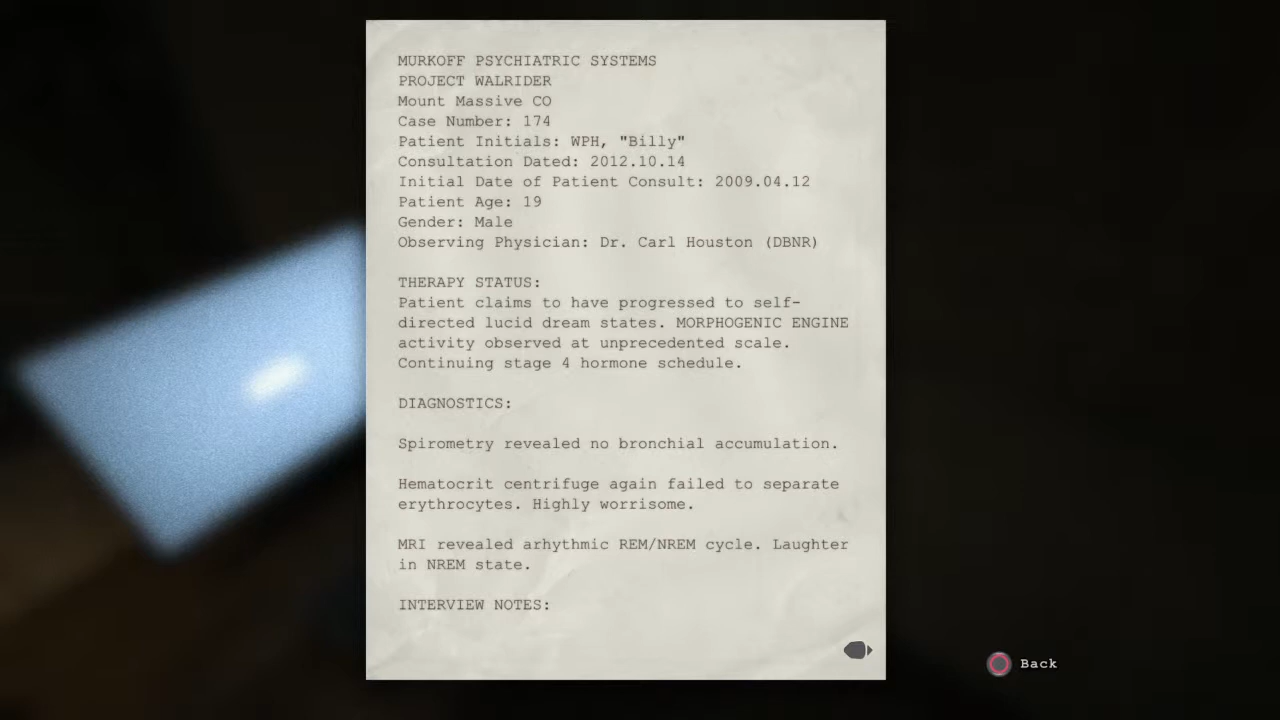 MURKOFF PSYCHIATRIC SYSTEMS
PROJECT WALRIDER
Mount Massive CO
Case Number: 174
Patient Initials: WPH, "Billy"
Consultation Dated: 2012.10.14
Initial Date of Patient Consult: 2009.04.12
Patient Age: 19
Gender: Male
Observing Physician: Dr. Carl Houston (DBNR)
THERAPY STATUS:
Patient claims to have progressed to self-
directed lucid dream states. MORPHOGENIC ENGINE
activity observed at unprecedented scale.
Continuing stage 4 hormone schedule.
DIAGNOSTICS:
Spirometry revealed no bronchial accumulation.
Hematocrit centrifuge again failed to separate
erythrocytes. Highly worrisome.
MRI revealed arhythmic REM/NREM cycle. Laughter
in NREM state.
INTERVIEW NOTES:
Back